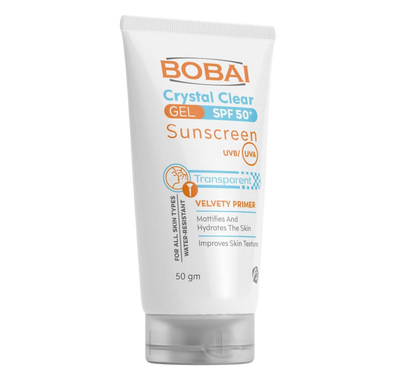 BOBAI
Crystal Clear
GEL SPF 50+
Sunscreen
UVB/ UVA
Transparent
VELVETY PRIMER
Mattifies And
Hydrates The Skin
Improves Skin Texture
FOR ALL SKIN TYPES
WATER-RESISTANT
50 gm